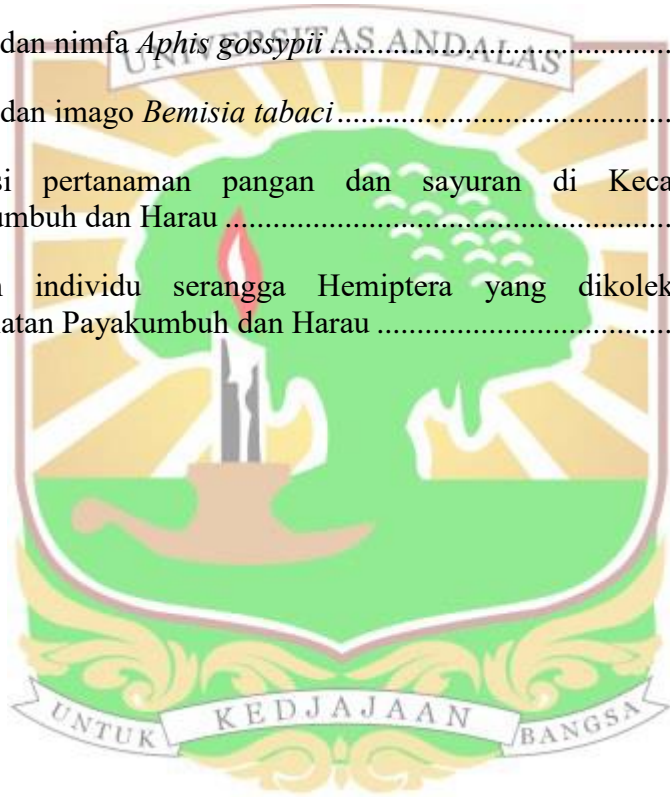 dan nimfa Aphis gossypii ........................................
UNIVERSITAS ANDALAS
dan imago Bemisia tabaci ........................................
si pertanaman pangan dan sayuran di Keca
umbuh dan Harau ........................................
n individu serangga Hemiptera yang dikolek
atan Payakumbuh dan Harau ........................................
UNTUK KEDJAJAAN BANGSA